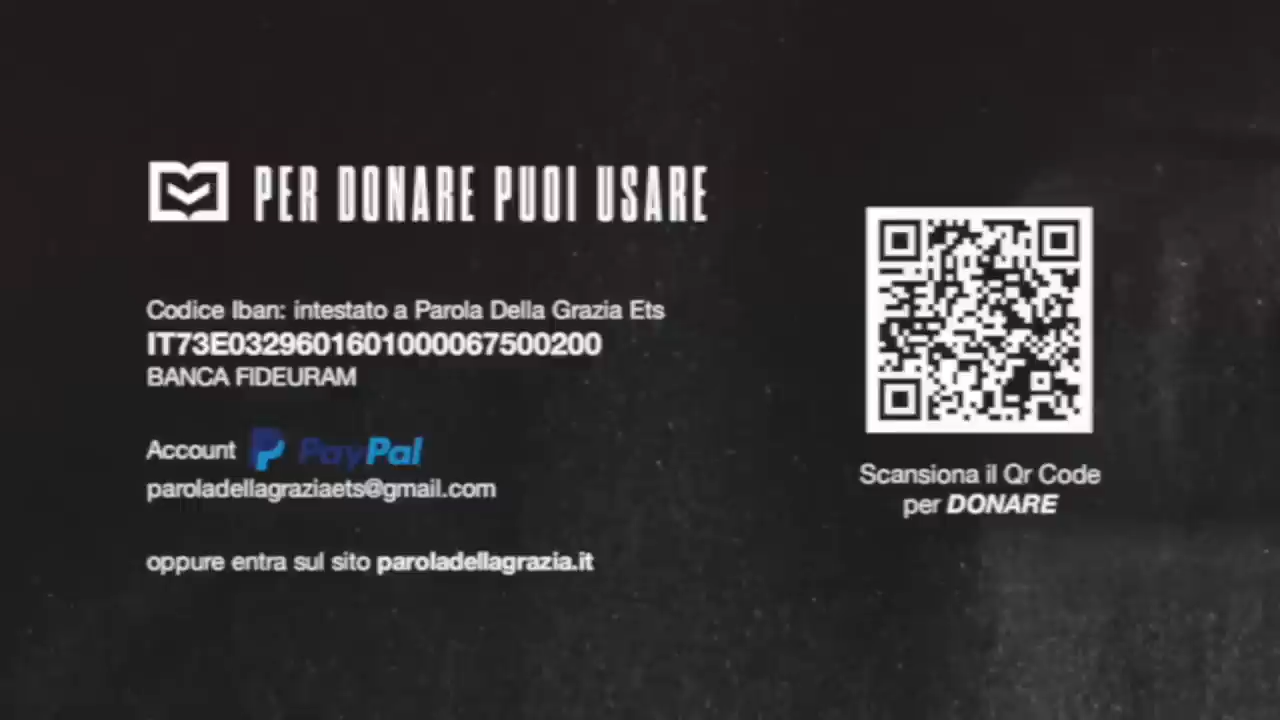 PER DONARE PUOI USARE
Codice Iban: intestato a Parola Della Grazia Ets
IT73E0329601601000067500200
BANCA FIDEURAM
Account PayPal
paroladellagraziaets@gmail.com
oppure entra sul sito paroladellagrazia.it
Scansiona il Qr Code
per DONARE